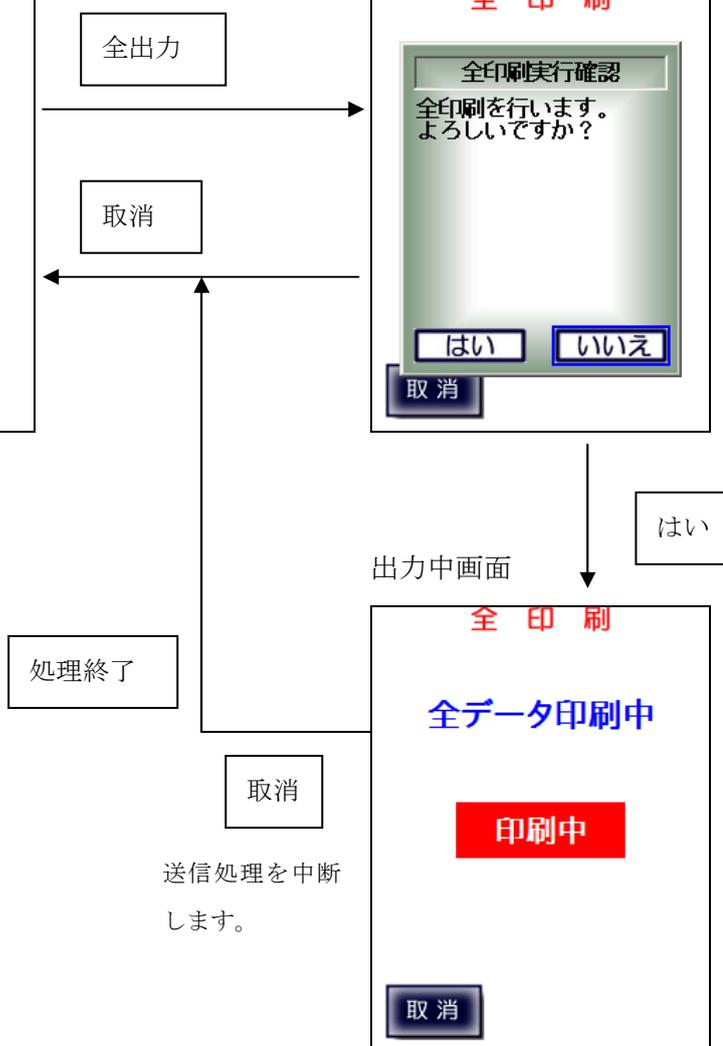 全 印 刷
全出力
全印刷実行確認
全印刷を行います。
よろしいですか？
取消
はい
いいえ
取 消
はい
出力中画面
全 印 刷
処理終了
全データ印刷中
取消
印刷中
送信処理を中断
します。
取 消